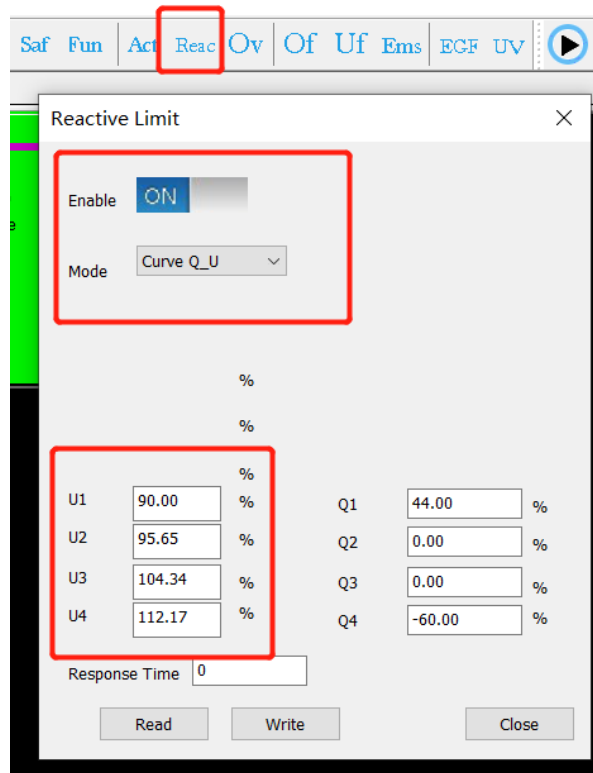 Saf Fun Act Reac Ov Of Uf Ems EGF UV
Reactive Limit
e
Enable ON
Mode Curve Q_U
%
%
%
U1 90.00 % Q1 44.00 %
U2 95.65 % Q2 0.00 %
U3 104.34 % Q3 0.00 %
U4 112.17 % Q4 -60.00 %
Response Time 0
Read Write Close